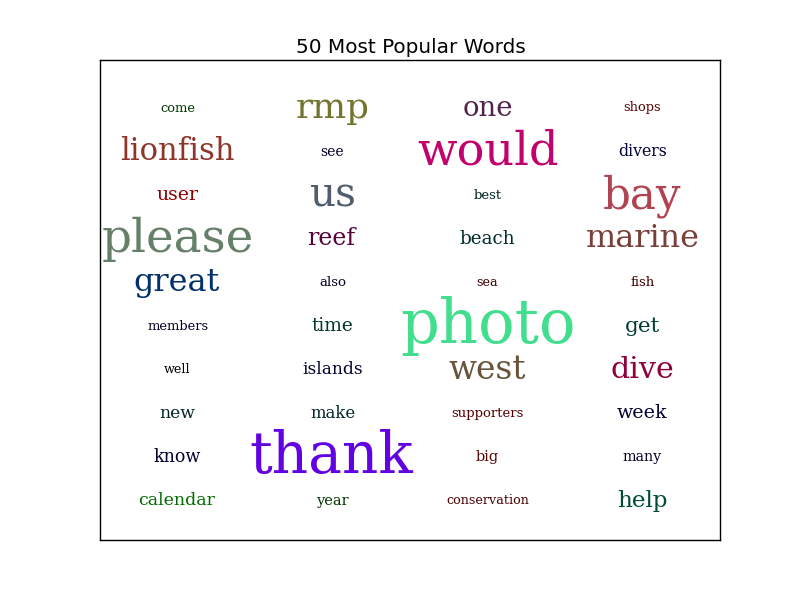 50 Most Popular Words
come rmp one shops
lionfish see would divers
user us best bay
please reef beach marine
great also sea fish
members time photo get
well islands west dive
new make supporters week
know thank big many
calendar year conservation help